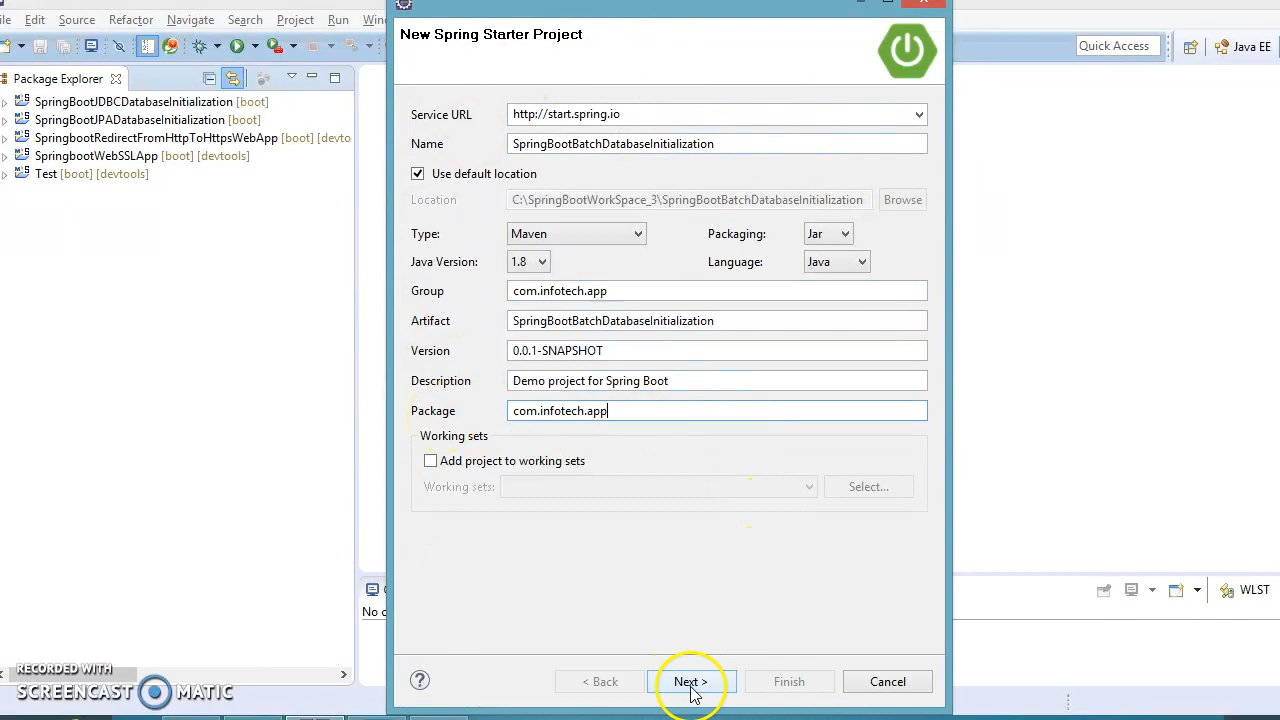 File Edit Source Refactor Navigate Search Project Run
Quick Access
Java EE
Package Explorer
SpringBootJDBCDatabaseInitialization [boot]
SpringBootJPADatabaseInitialization [boot]
SpringbootRedirectFromHttpToHttpsWebApp [boot] [devto
SpringbootWebSSLApp [boot] [devtools]
Test [boot] [devtools]
New Spring Starter Project
Service URL http://start.spring.io
Name SpringBootBatchDatabaseInitialization
Use default location
Location C:\SpringBootWorkSpace_3\SpringBootBatchDatabaseInitialization Browse
Type: Maven Packaging: Jar
Java Version: 1.8 Language: Java
Group com.infotech.app
Artifact SpringBootBatchDatabaseInitialization
Version 0.0.1-SNAPSHOT
Description Demo project for Spring Boot
Package com.infotech.app
Working sets
Add project to working sets
Working sets: Select...
WLST
No c
? < Back Next > Finish Cancel
RECORDED WITH
SCREENCAST MATIC